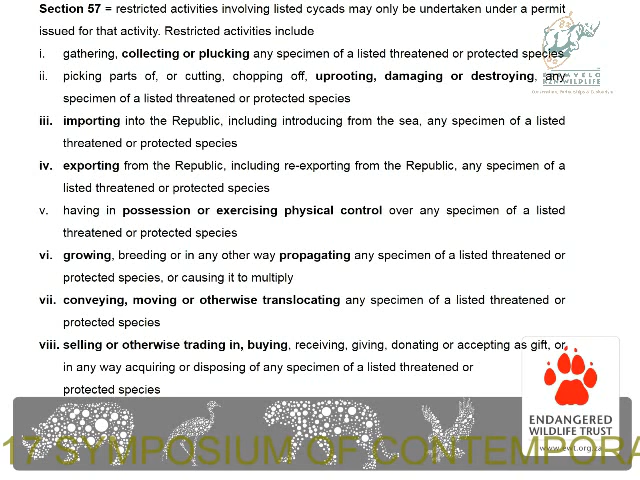 Section 57 = restricted activities involving listed cycads may only be undertaken under a permit
issued for that activity. Restricted activities include
i. gathering, collecting or plucking any specimen of a listed threatened or protected species
ii. picking parts of, or cutting, chopping off, uprooting, damaging or destroying, any
specimen of a listed threatened or protected species
iii. importing into the Republic, including introducing from the sea, any specimen of a listed
threatened or protected species
iv. exporting from the Republic, including re-exporting from the Republic, any specimen of a
listed threatened or protected species
v. having in possession or exercising physical control over any specimen of a listed
threatened or protected species
vi. growing, breeding or in any other way propagating any specimen of a listed threatened or
protected species, or causing it to multiply
vii. conveying, moving or otherwise translocating any specimen of a listed threatened or
protected species
viii. selling or otherwise trading in, buying, receiving, giving, donating or accepting as gift, or
in any way acquiring or disposing of any specimen of a listed threatened or
protected species
ENDANGERED
WILDLIFE TRUST
www.ewt.org.za
17 SYMPOSIUM OF CONTEMPORA